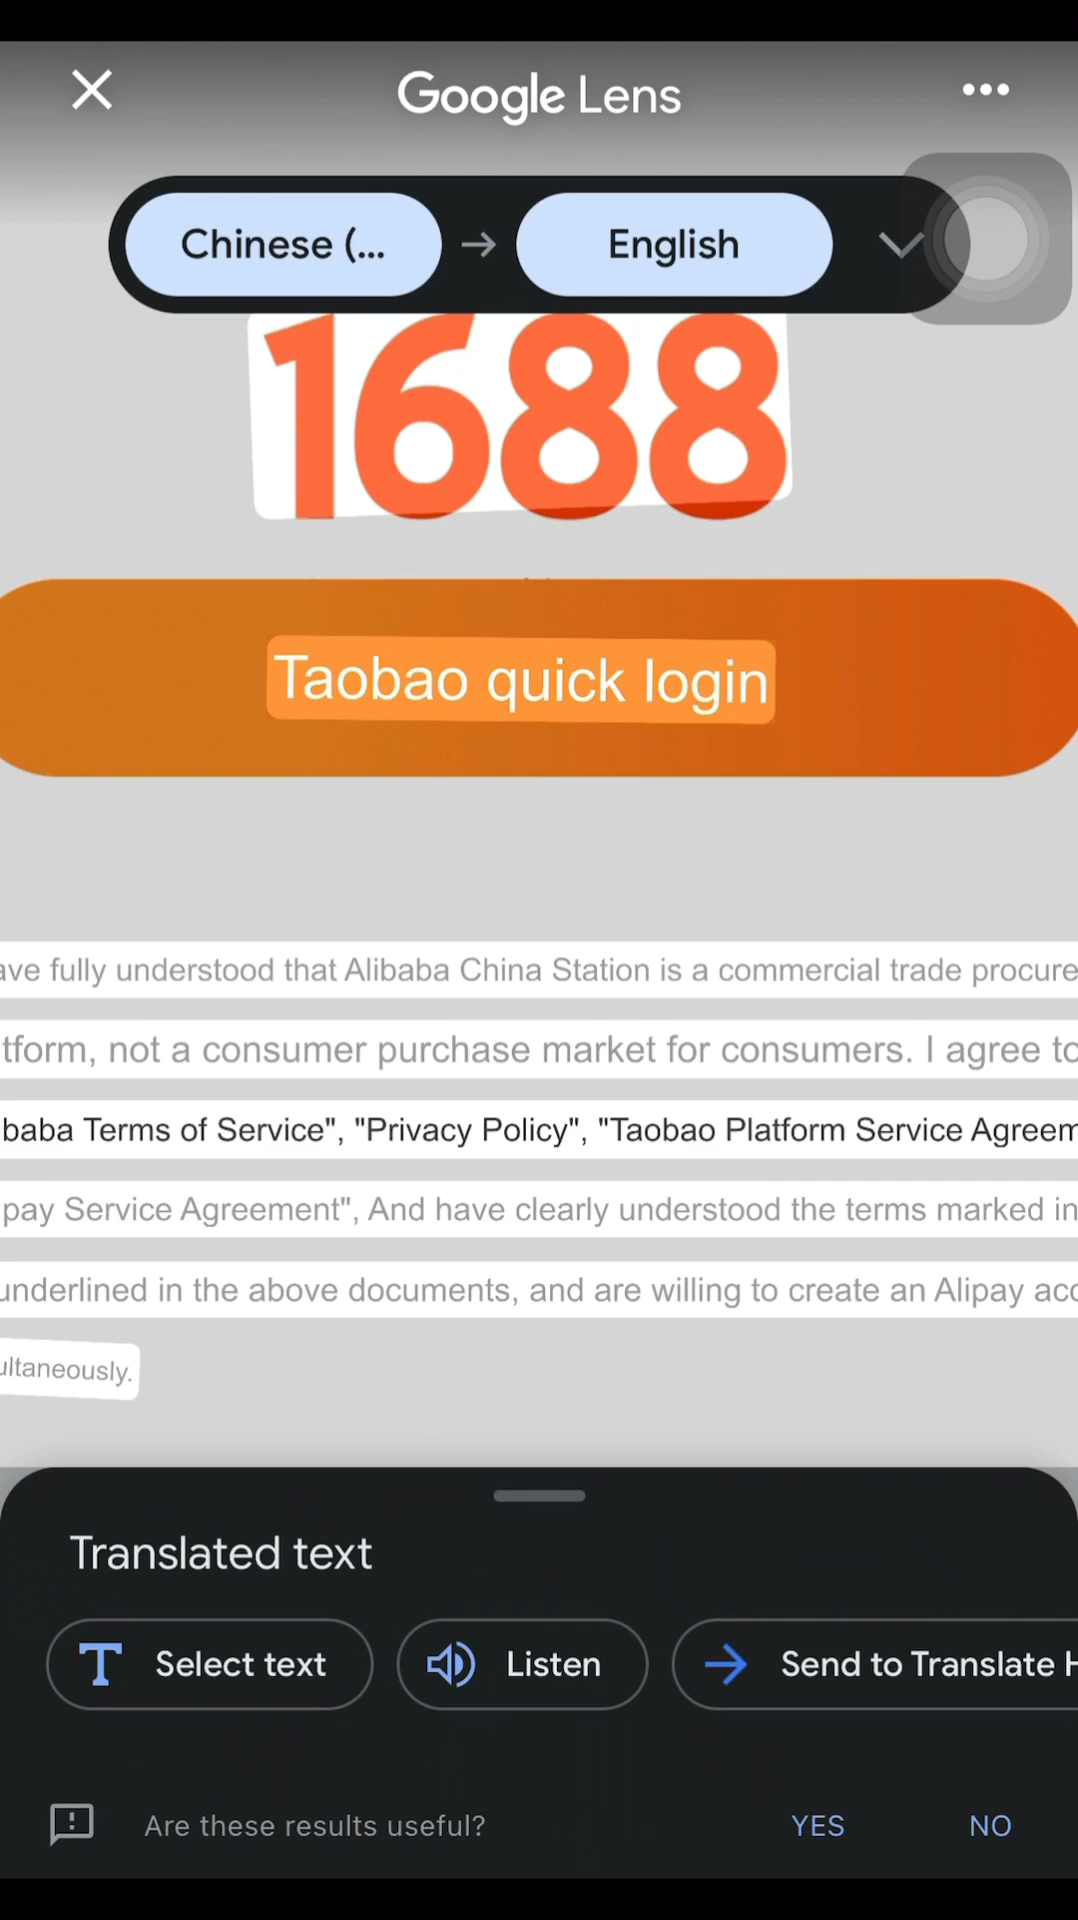 Google Lens
Chinese (...
English
1688
Taobao quick login
ave fully understood that Alibaba China Station is a commercial trade procure
tform, not a consumer purchase market for consumers. I agree to
baba Terms of Service", "Privacy Policy", "Taobao Platform Service Agreem
pay Service Agreement", And have clearly understood the terms marked in
underlined in the above documents, and are willing to create an Alipay acc
ultaneously.
Translated text
Select text
Listen
Send to Translate H
Are these results useful?
YES
NO